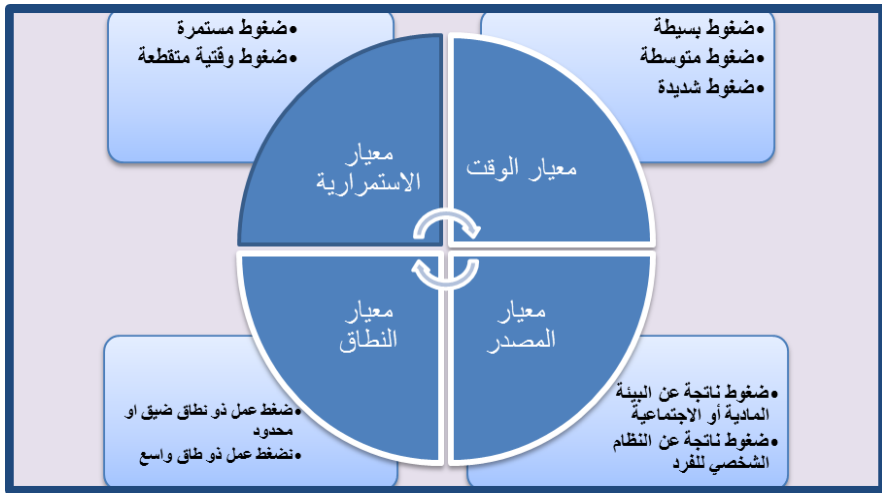 •ضغوط بسيطة
•ضغوط متوسطة
•ضغوط شديدة
معيار الوقت
•ضغوط مستمرة
•ضغوط وقتية متقطعة
معيار
الاستمرارية
معيار
المصدر
•ضغوط ناتجة عن البيئة
المادية أو الاجتماعية
•ضغوط ناتجة عن النظام
الشخصي للفرد
معيار
النطاق
•ضغط عمل ذو نطاق ضيق او
محدود
•نضغط عمل ذو طاق واسع